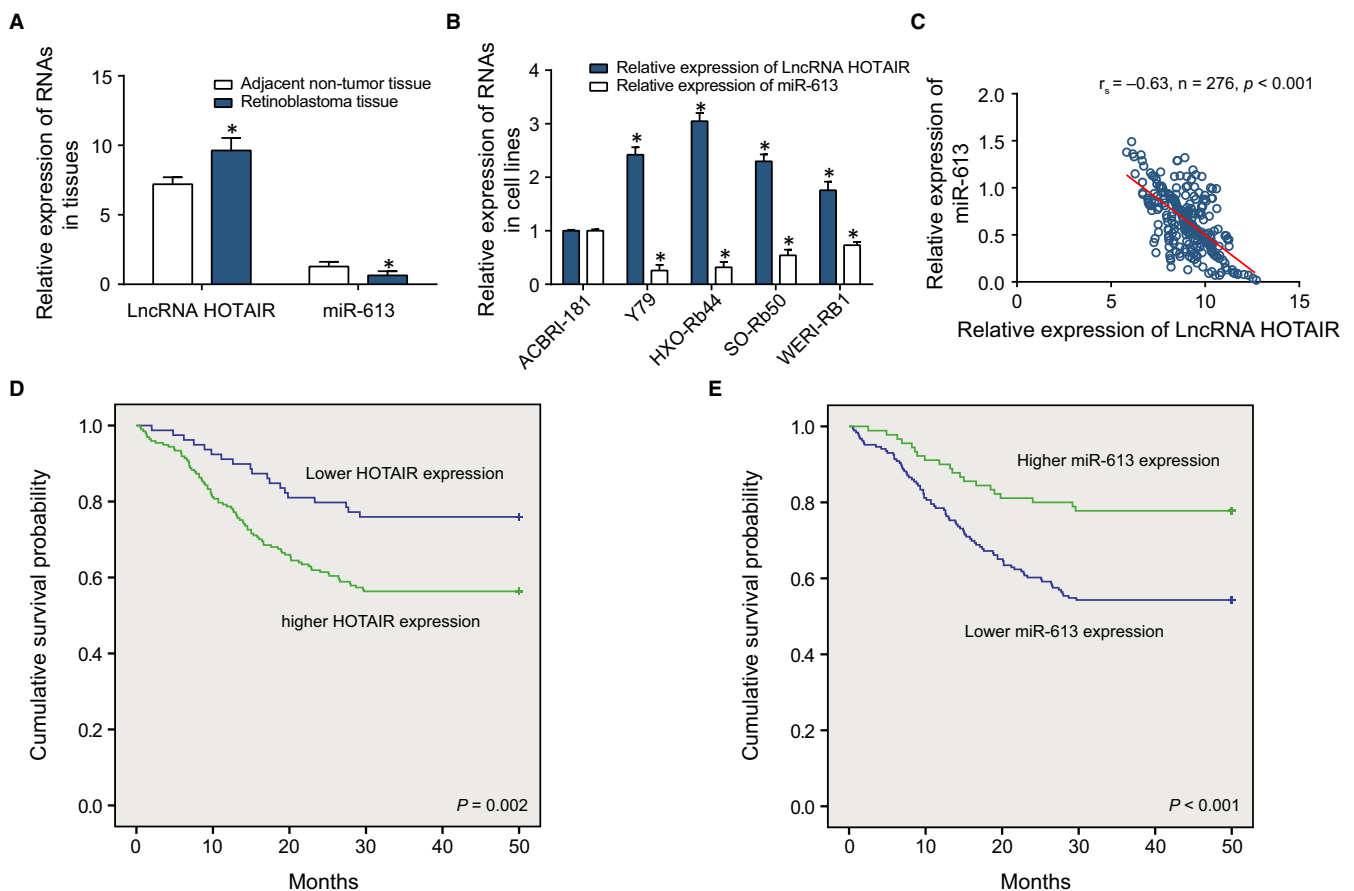 A
Relative expression of RNAs
in tissues
15
10
5
0
Adjacent non-tumor tissue
Retinoblastoma tissue
*
*
LncRNA HOTAIR
miR-613
B
Relative expression of RNAs
in cell lines
4
3
2
1
0
Relative expression of LncRNA HOTAIR
Relative expression of miR-613
*
*
*
*
*
*
*
*
ACBRI-181
Y79
HXO-Rb44
SO-Rb50
WERI-RB1
C
rs = –0.63, n = 276, p < 0.001
Relative expression of
miR-613
2.0
1.5
1.0
0.5
0.0
0
5
10
15
Relative expression of LncRNA HOTAIR
D
Cumulative survival probability
1.0
0.8
0.6
0.4
0.2
0.0
Lower HOTAIR expression
higher HOTAIR expression
P = 0.002
0
10
20
30
40
50
Months
E
Cumulative survival probability
1.0
0.8
0.6
0.4
0.2
0.0
Higher miR-613 expression
Lower miR-613 expression
P < 0.001
0
10
20
30
40
50
Months